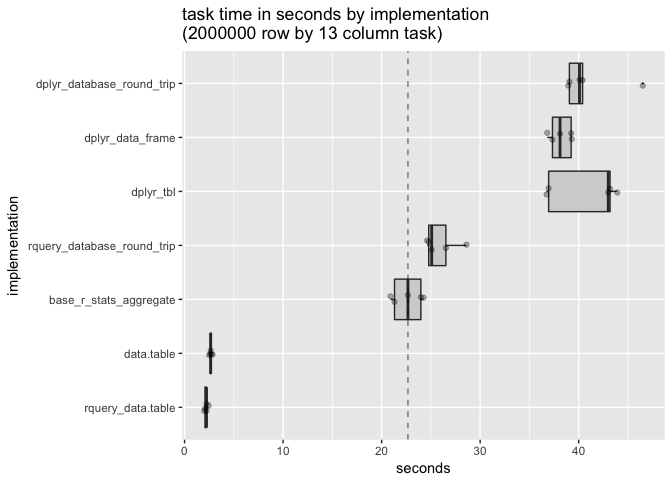 task time in seconds by implementation
(2000000 row by 13 column task)
implementation
dplyr_database_round_trip
dplyr_data_frame
dplyr_tbl
rquery_database_round_trip
base_r_stats_aggregate
data.table
rquery_data.table
0 10 20 30 40
seconds